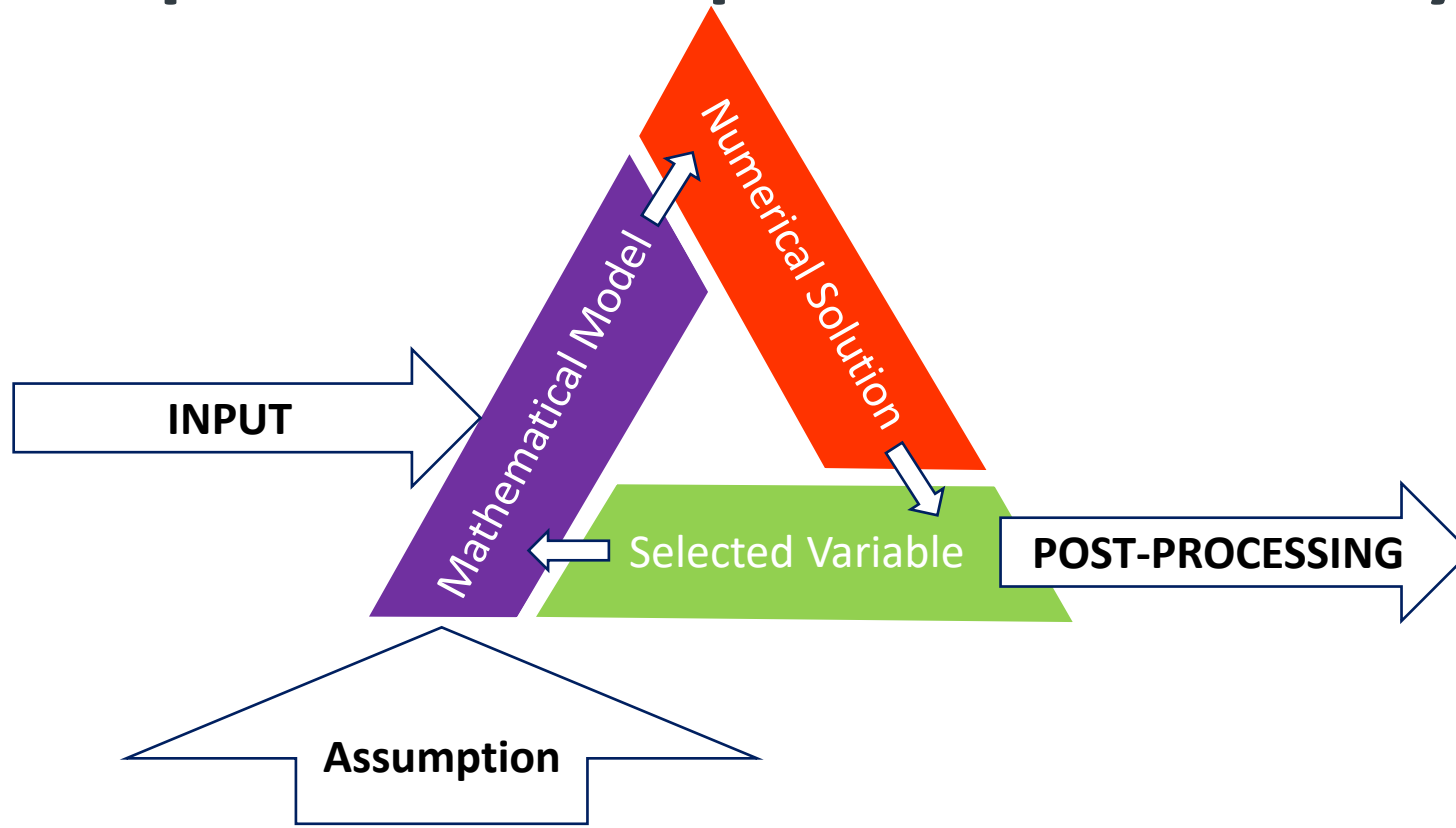 Numerical Solution
Mathematical Model
INPUT
Selected Variable
POST-PROCESSING
Assumption